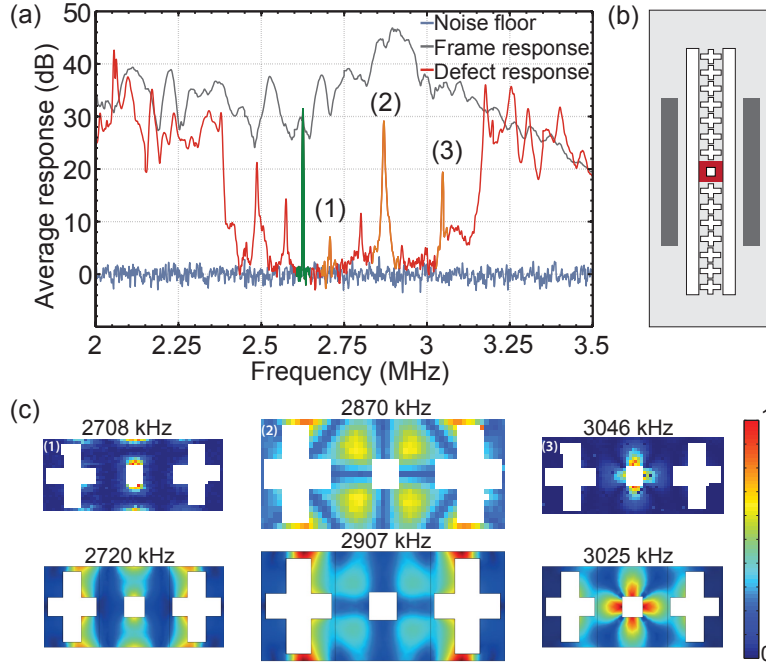 (a)
50
40
30
20
10
0
Average response (dB)
Noise floor
Frame response
Defect response
(1)
(2)
(3)
2
2.25
2.5
2.75
3
3.25
3.5
Frequency (MHz)
(b)
(c)
2708 kHz
(1)
2870 kHz
(2)
3046 kHz
(3)
2720 kHz
2907 kHz
3025 kHz
1
0